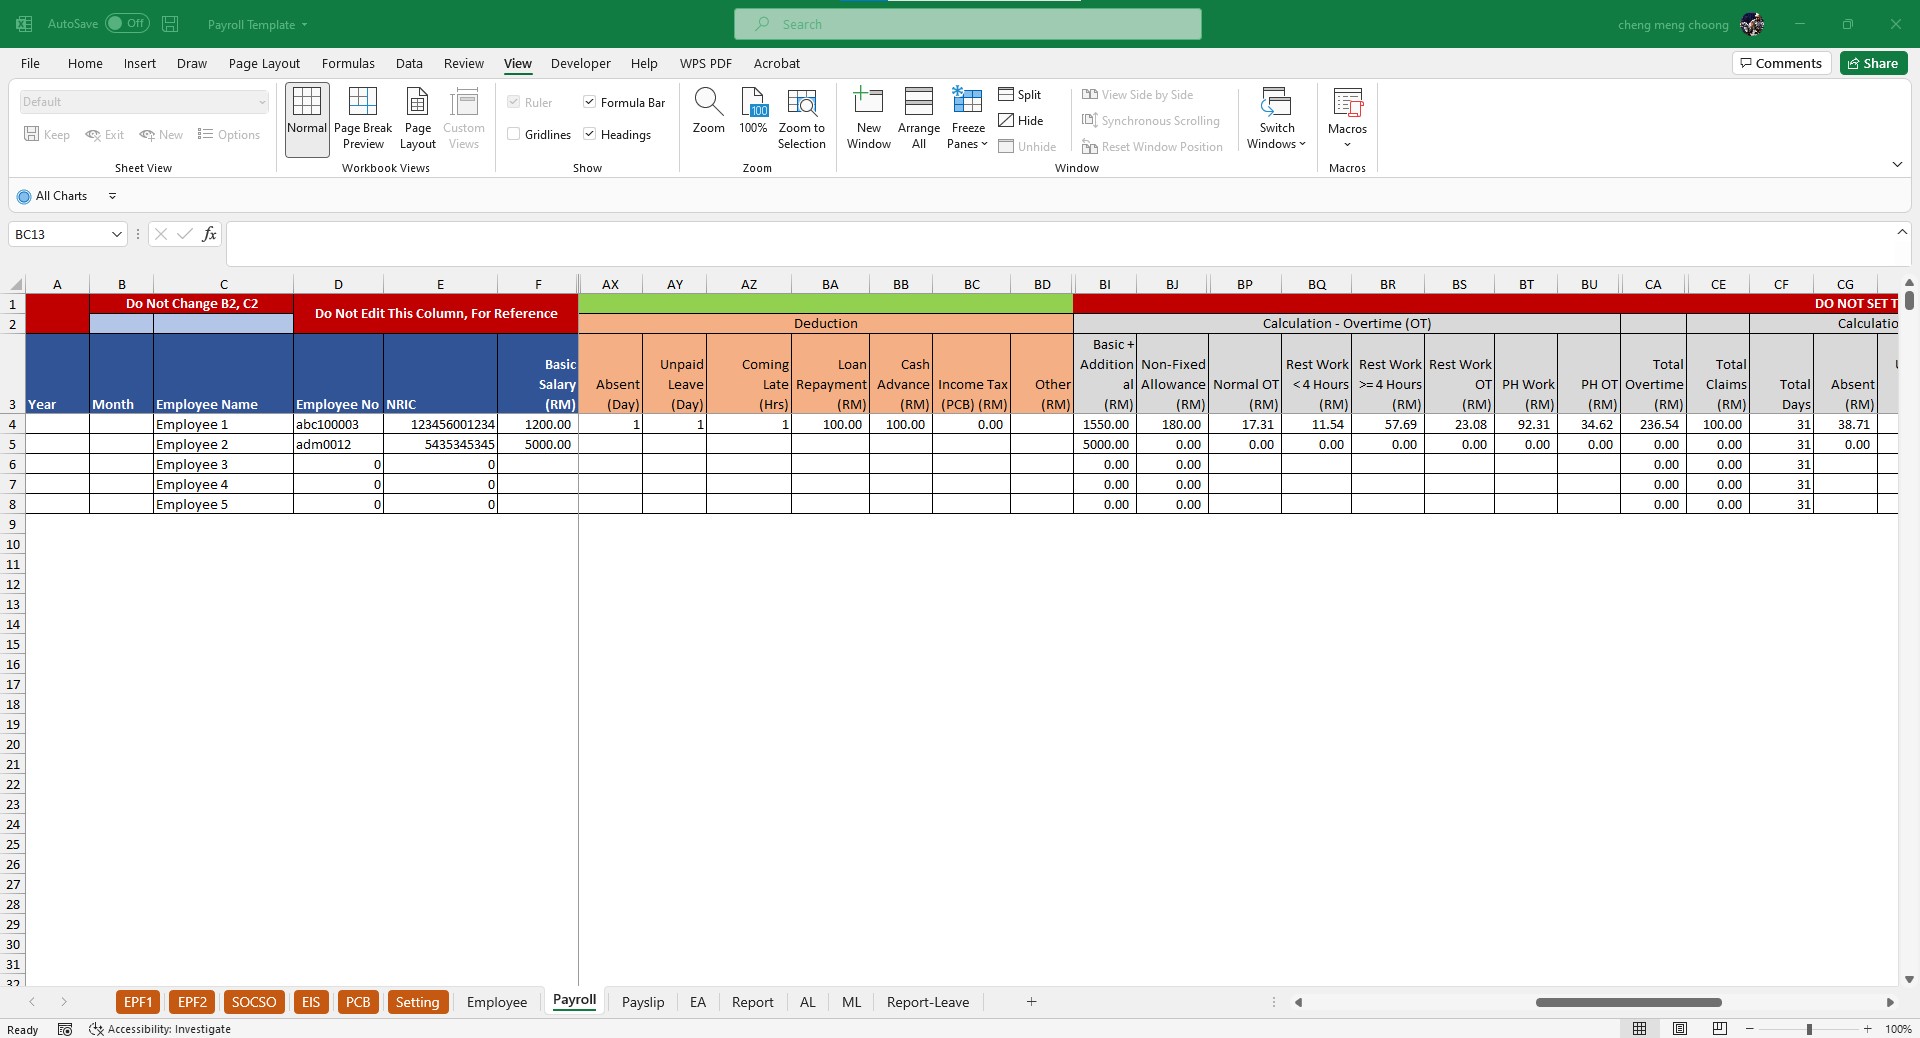 AutoSave Off Payroll Template Search cheng meng choong
File Home Insert Draw Page Layout Formulas Data Review View Developer Help WPS PDF Acrobat Comments Share
Default
Keep Exit New Options
Sheet View
Normal Page Break Preview Page Layout Custom Views
Workbook Views
Ruler Formula Bar
Gridlines Headings
Show
Zoom 100% Zoom to Selection
Zoom
New Window Arrange All Freeze Panes
Split
Hide
Unhide
View Side by Side
Synchronous Scrolling
Reset Window Position
Window
Switch Windows
Macros
Macros
All Charts
BC13 fx
A B C D E F AX AY AZ BA BB BC BD BI BJ BP BQ BR BS BT BU CA CE CF CG
1 Do Not Change B2, C2 Do Not Edit This Column, For Reference DO NOT SET T
2 Deduction Calculation - Overtime (OT) Calculatio
3 Year Month Employee Name Employee No NRIC Basic Salary (RM) Absent (Day) Unpaid Leave (Day) Coming Late (Hrs) Loan Repayment (RM) Cash Advance (RM) Income Tax (PCB) (RM) Other (RM) Basic + Additional (RM) Non-Fixed Allowance (RM) Normal OT (RM) Rest Work < 4 Hours (RM) Rest Work >= 4 Hours (RM) Rest Work OT (RM) PH Work (RM) PH OT (RM) Total Overtime (RM) Total Claims (RM) Total Days Absent (RM)
4 Employee 1 abc100003 123456001234 1200.00 1 1 1 100.00 100.00 0.00 1550.00 180.00 17.31 11.54 57.69 23.08 92.31 34.62 236.54 100.00 31 38.71
5 Employee 2 adm0012 5435345345 5000.00 5000.00 0.00 0.00 0.00 0.00 0.00 0.00 0.00 0.00 0.00 31 0.00
6 Employee 3 0 0 0.00 0.00 0.00 0.00 31
7 Employee 4 0 0 0.00 0.00 0.00 0.00 31
8 Employee 5 0 0 0.00 0.00 0.00 0.00 31
9
10
11
12
13
14
15
16
17
18
19
20
21
22
23
24
25
26
27
28
29
30
31
32
EPF1 EPF2 SOCSO EIS PCB Setting Employee Payroll Payslip EA Report AL ML Report-Leave
Ready Accessibility: Investigate 100%